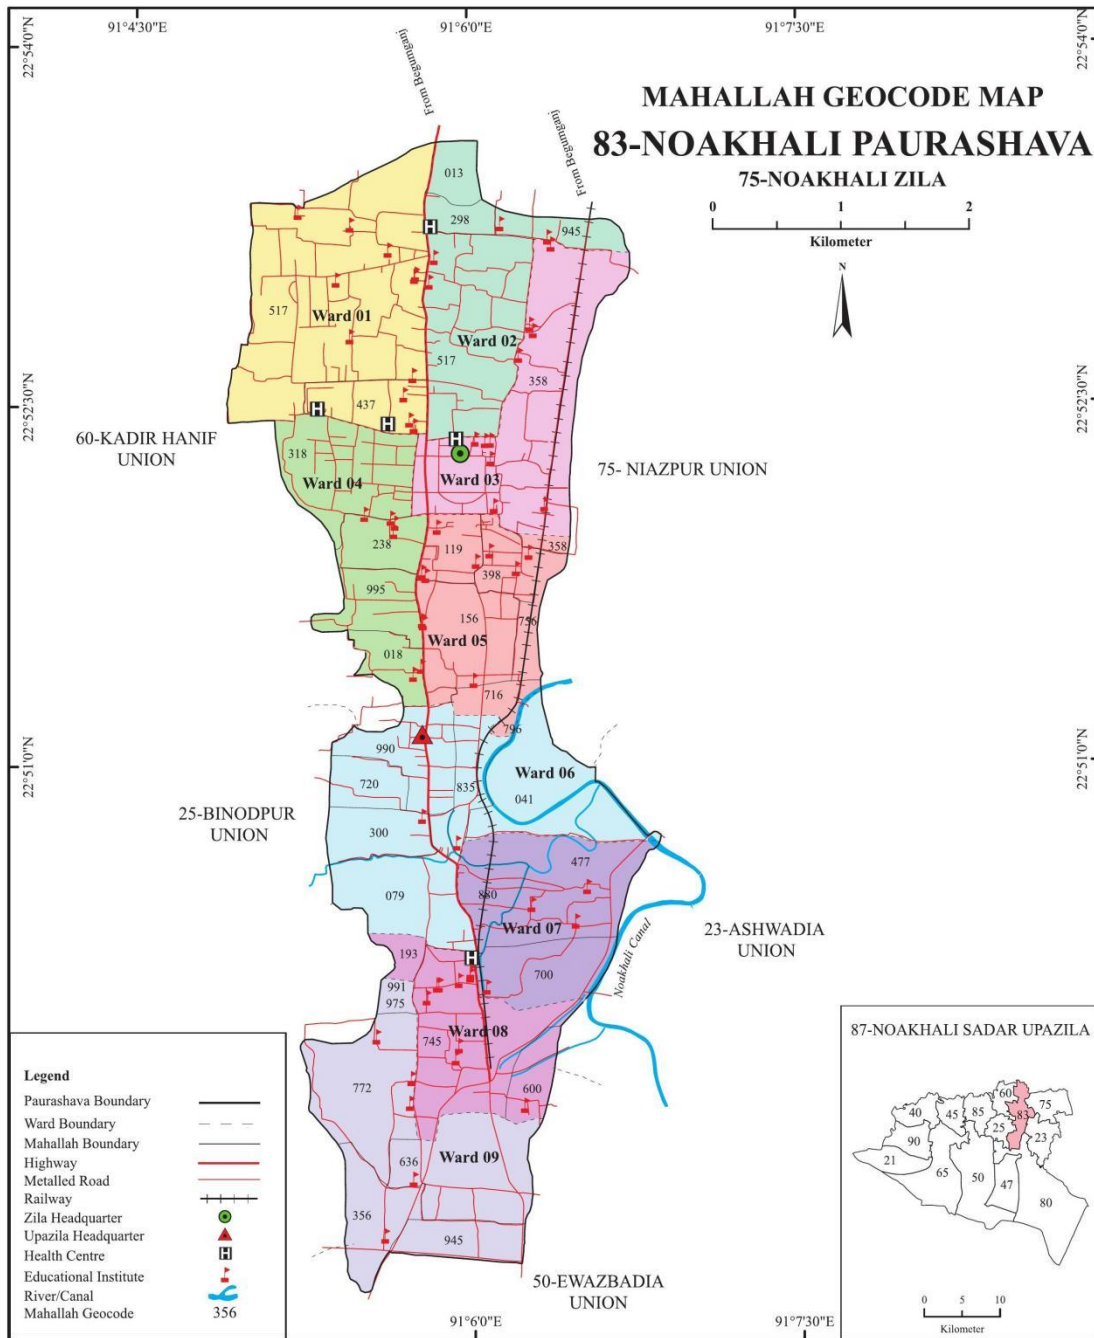 91°4'30"E
91°6'0"E
91°7'30"E
22°54'0"N
22°54'0"N
From Begumganj
From Begumganj
MAHALLAH GEOCODE MAP
83-NOAKHALI PAURASHAVA
75-NOAKHALI ZILA
0 1 2
Kilometer
N
013
298
945
517
Ward 01
Ward 02
517
358
437
22°52'30"N
22°52'30"N
60-KADIR HANIF
UNION
318
Ward 04
Ward 03
75- NIAZPUR UNION
238
119
358
398
995
156
756
Ward 05
018
716
796
990
22°51'0"N
22°51'0"N
Ward 06
720
835
041
25-BINODPUR
UNION
300
477
079
880
Ward 07
23-ASHWADIA
UNION
193
Noakhali Canal
700
991
975
745
Ward 08
772
600
636
Ward 09
356
945
50-EWAZBADIA
UNION
Legend
Paurashava Boundary
Ward Boundary
Mahallah Boundary
Highway
Metalled Road
Railway
Zila Headquarter
Upazila Headquarter
Health Centre
H
Educational Institute
River/Canal
Mahallah Geocode 356
87-NOAKHALI SADAR UPAZILA
60
40
45
85
83
75
90
25
23
21
65
50
47
80
0 5 10
Kilometer
91°6'0"E
91°7'30"E